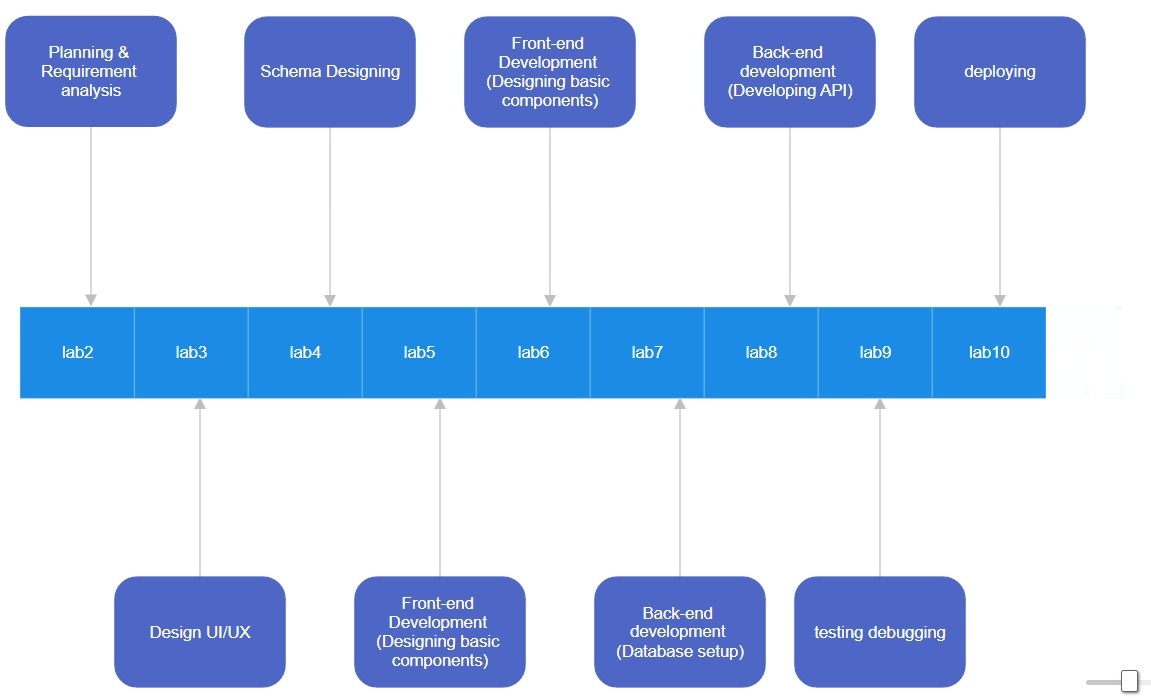 Planning &
Requirement
analysis
Schema Designing
Front-end
Development
(Designing basic
components)
Back-end
development
(Developing API)
deploying
lab2
lab3
lab4
lab5
lab6
lab7
lab8
lab9
lab10
Design UI/UX
Front-end
Development
(Designing basic
components)
Back-end
development
(Database setup)
testing debugging